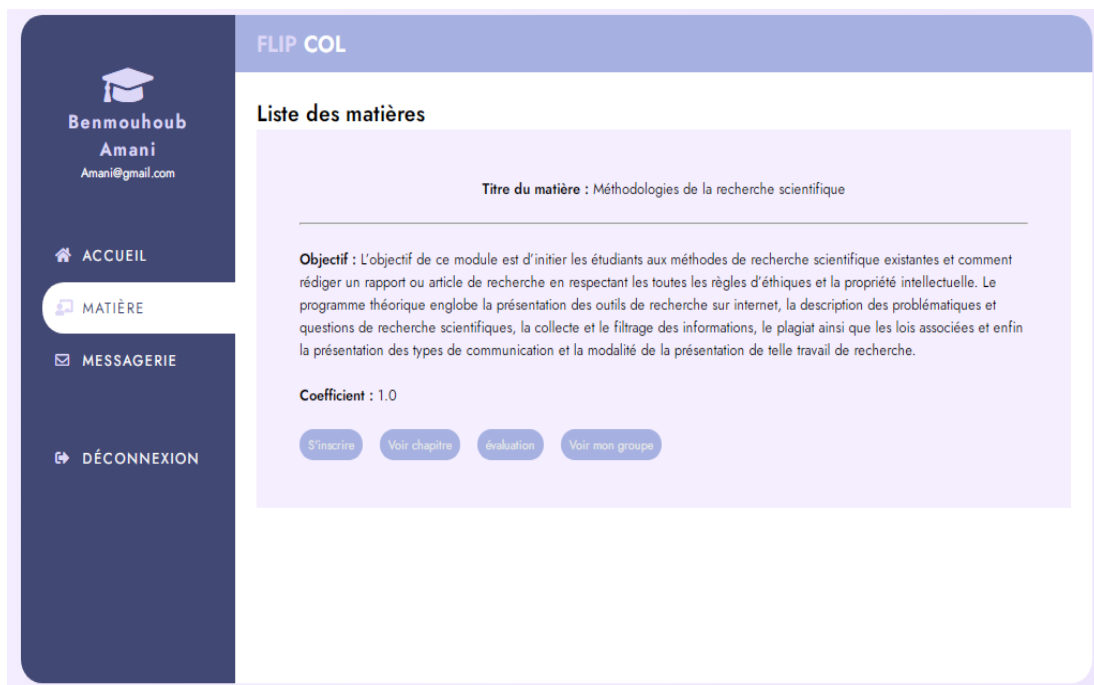 FLIP COL
Benmouhoub
Amani
Amani@gmail.com
ACCUEIL
MATIÈRE
MESSAGERIE
DÉCONNEXION
Liste des matières
Titre du matière : Méthodologies de la recherche scientifique
Objectif : L'objectif de ce module est d'initier les étudiants aux méthodes de recherche scientifique existantes et comment
rédiger un rapport ou article de recherche en respectant les toutes les règles d'éthiques et la propriété intellectuelle. Le
programme théorique englobe la présentation des outils de recherche sur internet, la description des problématiques et
questions de recherche scientifiques, la collecte et le filtrage des informations, le plagiat ainsi que les lois associées et enfin
la présentation des types de communication et la modalité de la présentation de telle travail de recherche.
Coefficient : 1.0
S'inscrire
Voir chapitre
évaluation
Voir mon groupe